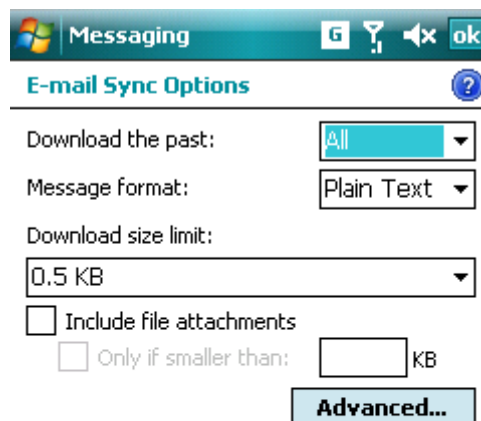 Messaging G ok
E-mail Sync Options ?
Download the past: All
Message format: Plain Text
Download size limit:
0.5 KB
Include file attachments
Only if smaller than: KB
Advanced...